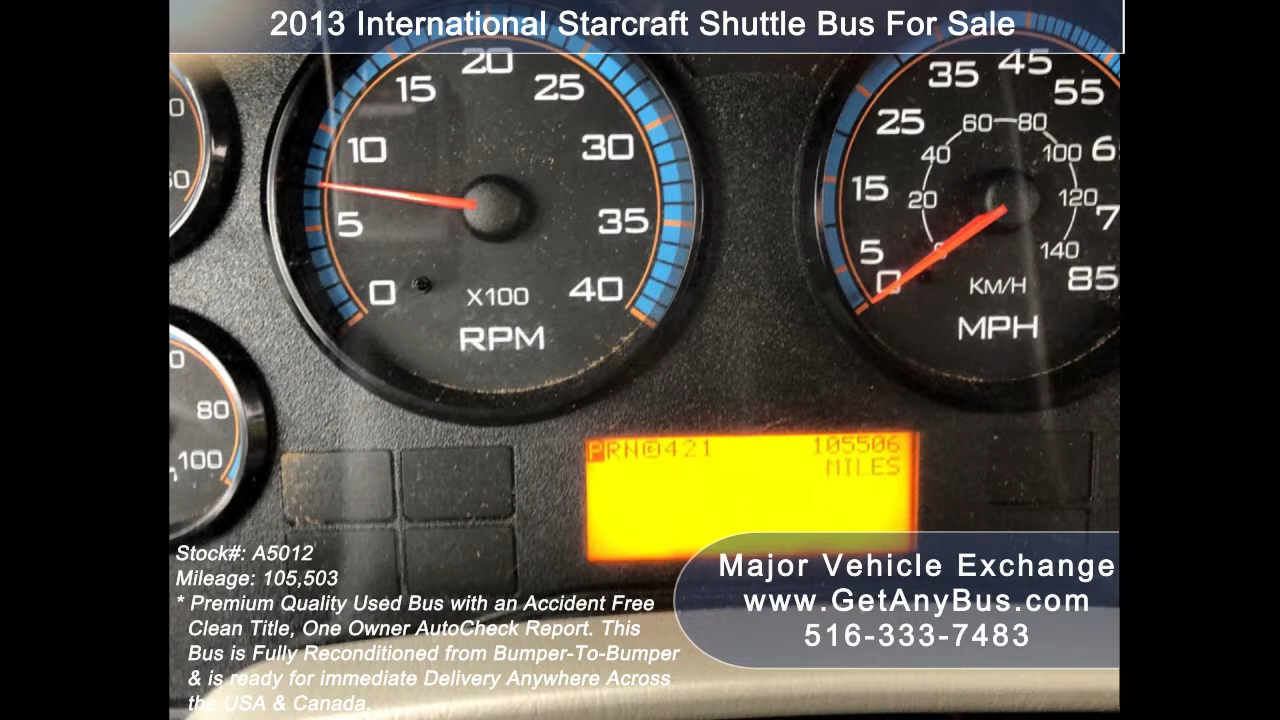 2013 International Starcraft Shuttle Bus For Sale
0 5 10 15 20 25 30 35 40
X100
RPM
0 5 15 25 35 45 55 7 85
20 40 60 80 100 120 140
KM/H
MPH
80
100
PRN©421 105506
MILES
Stock#: A5012
Mileage: 105,503
* Premium Quality Used Bus with an Accident Free
Clean Title, One Owner AutoCheck Report. This
Bus is Fully Reconditioned from Bumper-To-Bumper
& is ready for immediate Delivery Anywhere Across
the USA & Canada.
Major Vehicle Exchange
www.GetAnyBus.com
516-333-7483